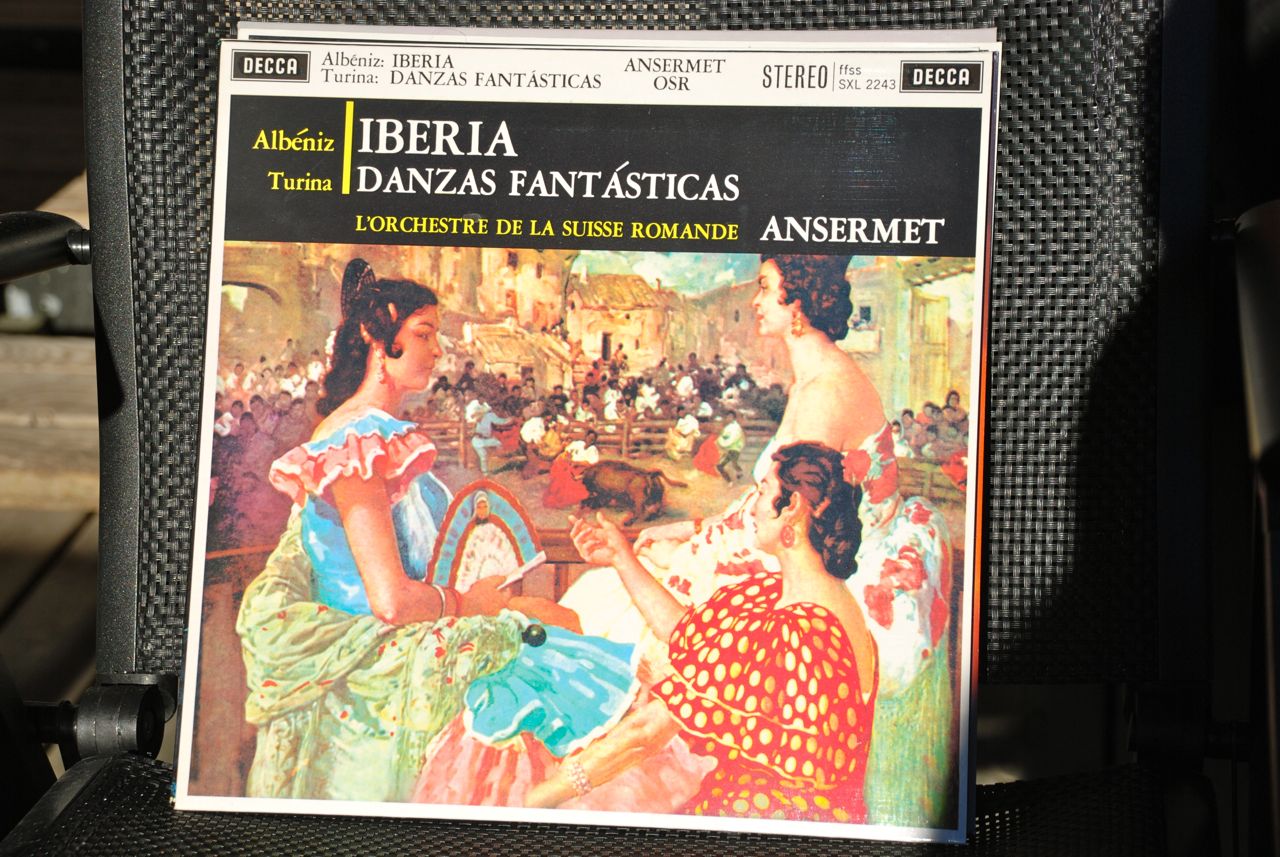 DECCA
Albéniz: IBERIA
Turina: DANZAS FANTÁSTICAS
ANSERMET
OSR
STEREO
ffss
SXL 2243
DECCA
Albéniz IBERIA
Turina DANZAS FANTÁSTICAS
L'ORCHESTRE DE LA SUISSE ROMANDE ANSERMET